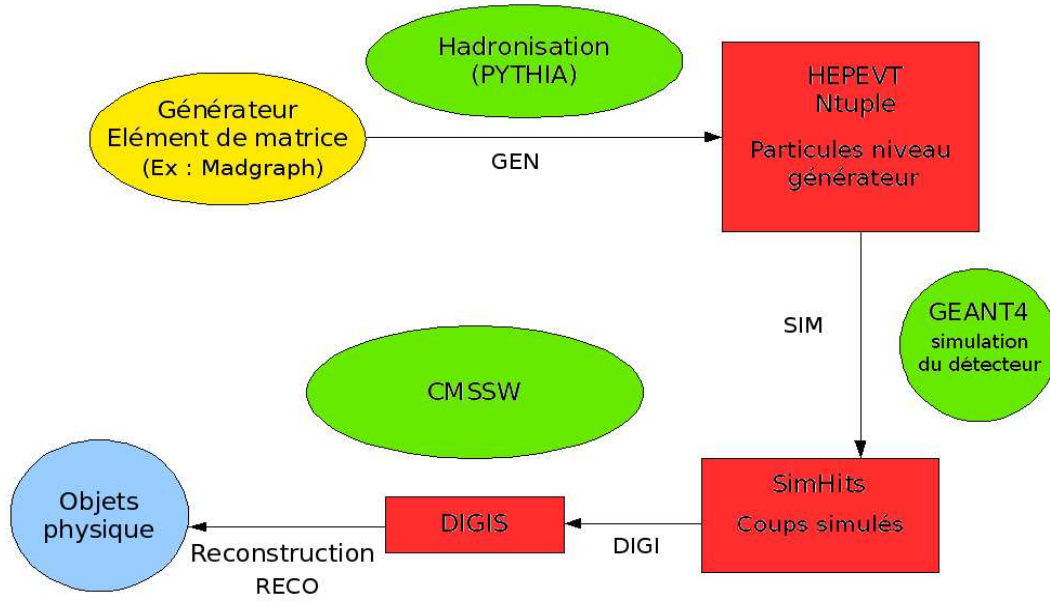 Hadronisation
(PYTHIA)
Générateur
Elément de matrice
(Ex : Madgraph)
GEN
HEPEVT
Ntuple
Particules niveau
générateur
SIM
GEANT4
simulation
du détecteur
CMSSW
SimHits
Coups simulés
DIGI
DIGIS
Reconstruction
RECO
Objets
physique